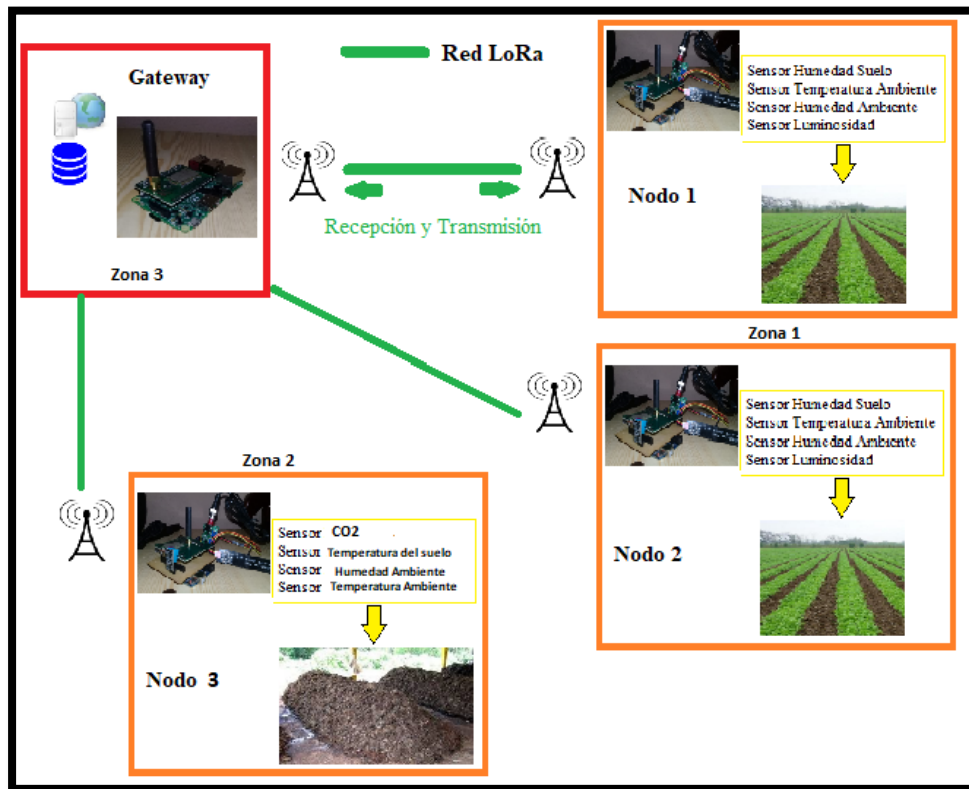 Red LoRa
Gateway
Zona 3
Recepción y Transmisión
Sensor Humedad Suelo
Sensor Temperatura Ambiente
Sensor Humedad Ambiente
Sensor Luminosidad
Nodo 1
Zona 1
Sensor Humedad Suelo
Sensor Temperatura Ambiente
Sensor Humedad Ambiente
Sensor Luminosidad
Nodo 2
Zona 2
Sensor CO2
Sensor Temperatura del suelo
Sensor Humedad Ambiente
Sensor Temperatura Ambiente
Nodo 3